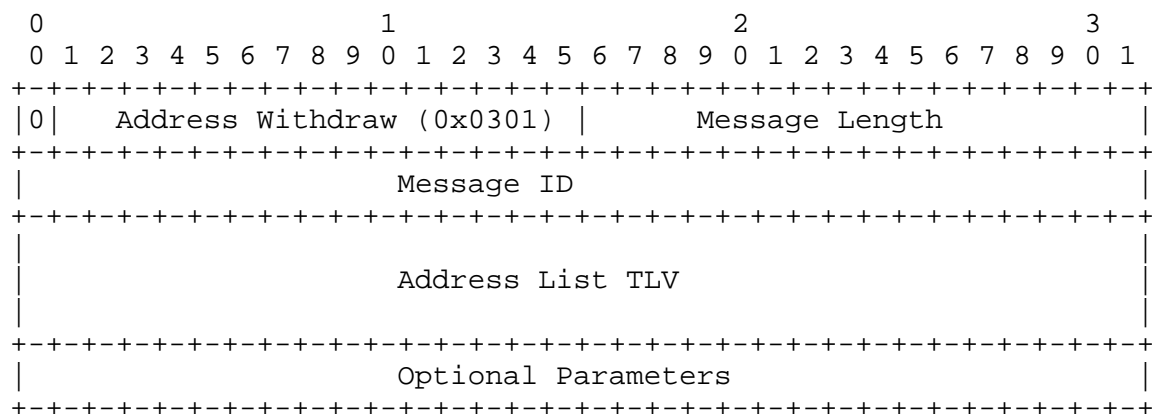 0                   1                   2                   3
 0 1 2 3 4 5 6 7 8 9 0 1 2 3 4 5 6 7 8 9 0 1 2 3 4 5 6 7 8 9 0 1
+-+-+-+-+-+-+-+-+-+-+-+-+-+-+-+-+-+-+-+-+-+-+-+-+-+-+-+-+-+-+-+-+
|0|   Address Withdraw (0x0301) |      Message Length           |
+-+-+-+-+-+-+-+-+-+-+-+-+-+-+-+-+-+-+-+-+-+-+-+-+-+-+-+-+-+-+-+-+
|                     Message ID                                |
+-+-+-+-+-+-+-+-+-+-+-+-+-+-+-+-+-+-+-+-+-+-+-+-+-+-+-+-+-+-+-+-+
|                                                               |
|                     Address List TLV                          |
|                                                               |
+-+-+-+-+-+-+-+-+-+-+-+-+-+-+-+-+-+-+-+-+-+-+-+-+-+-+-+-+-+-+-+-+
|                     Optional Parameters                       |
+-+-+-+-+-+-+-+-+-+-+-+-+-+-+-+-+-+-+-+-+-+-+-+-+-+-+-+-+-+-+-+-+